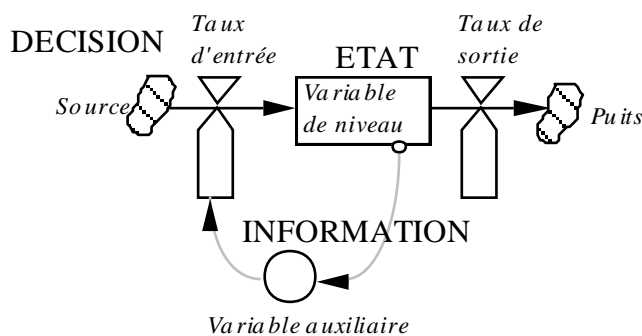 Taux
d'entrée
DECISION
ETAT
Taux de
sortie
Source
Variable
de niveau
Puits
INFORMATION
Variable auxiliaire